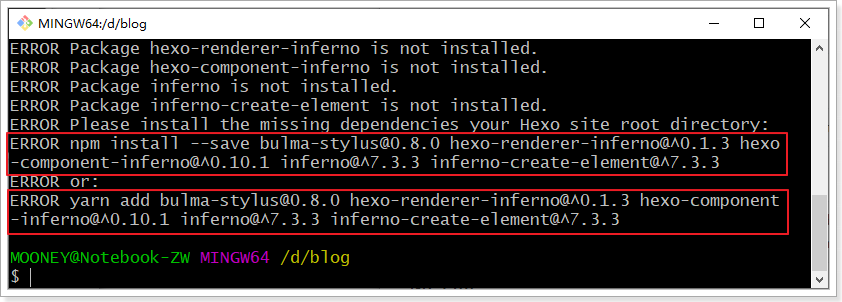 MINGW64:/d/blog
ERROR Package hexo-renderer-inferno is not installed.
ERROR Package hexo-component-inferno is not installed.
ERROR Package inferno is not installed.
ERROR Package inferno-create-element is not installed.
ERROR Please install the missing dependencies your Hexo site root directory:
ERROR npm install --save bulma-stylus@0.8.0 hexo-renderer-inferno@^0.1.3 hexo
-component-inferno@^0.10.1 inferno@^7.3.3 inferno-create-element@^7.3.3
ERROR or:
ERROR yarn add bulma-stylus@0.8.0 hexo-renderer-inferno@^0.1.3 hexo-component
-inferno@^0.10.1 inferno@^7.3.3 inferno-create-element@^7.3.3
MOONEY@Notebook-ZW MINGW64 /d/blog
$